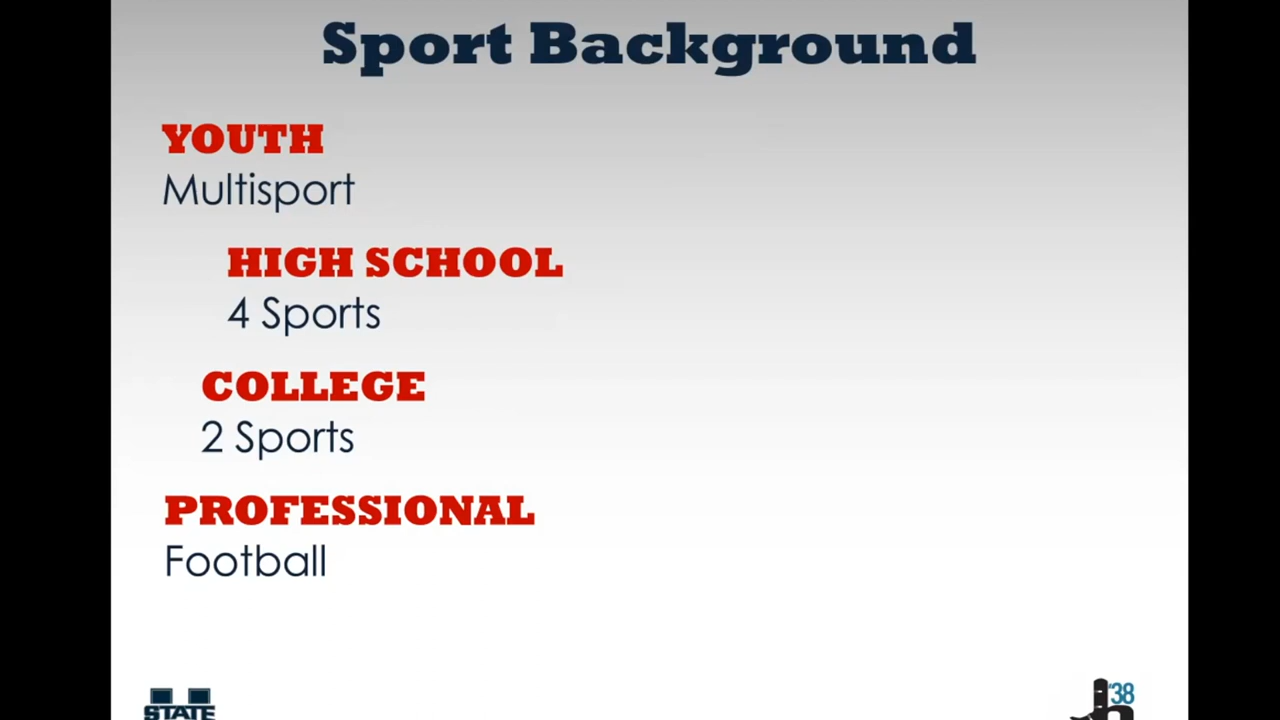 Sport Background
YOUTH
Multisport
HIGH SCHOOL
4 Sports
COLLEGE
2 Sports
PROFESSIONAL
Football
STATE
'38